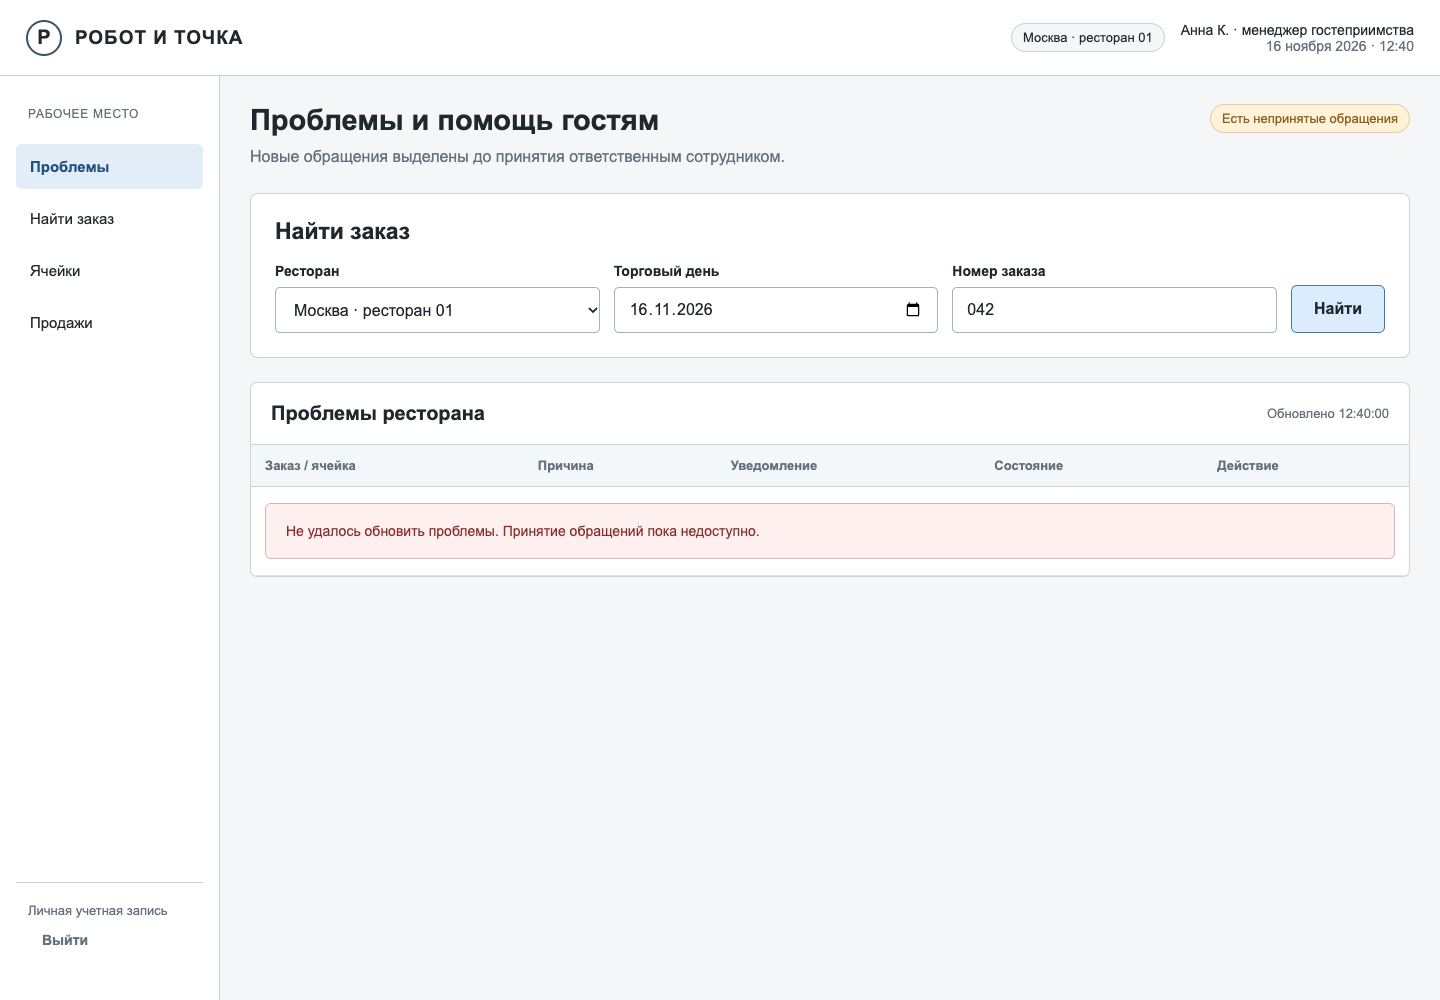 Р РОБОТ И ТОЧКА
Москва · ресторан 01
Анна К. · менеджер гостеприимства
16 ноября 2026 · 12:40
РАБОЧЕЕ МЕСТО
Проблемы
Найти заказ
Ячейки
Продажи
Личная учетная запись
Выйти
Проблемы и помощь гостям
Есть непринятые обращения
Новые обращения выделены до принятия ответственным сотрудником.
Найти заказ
Ресторан Торговый день Номер заказа
Москва · ресторан 01 16.11.2026 042 Найти
Проблемы ресторана Обновлено 12:40:00
Заказ / ячейка Причина Уведомление Состояние Действие
Не удалось обновить проблемы. Принятие обращений пока недоступно.